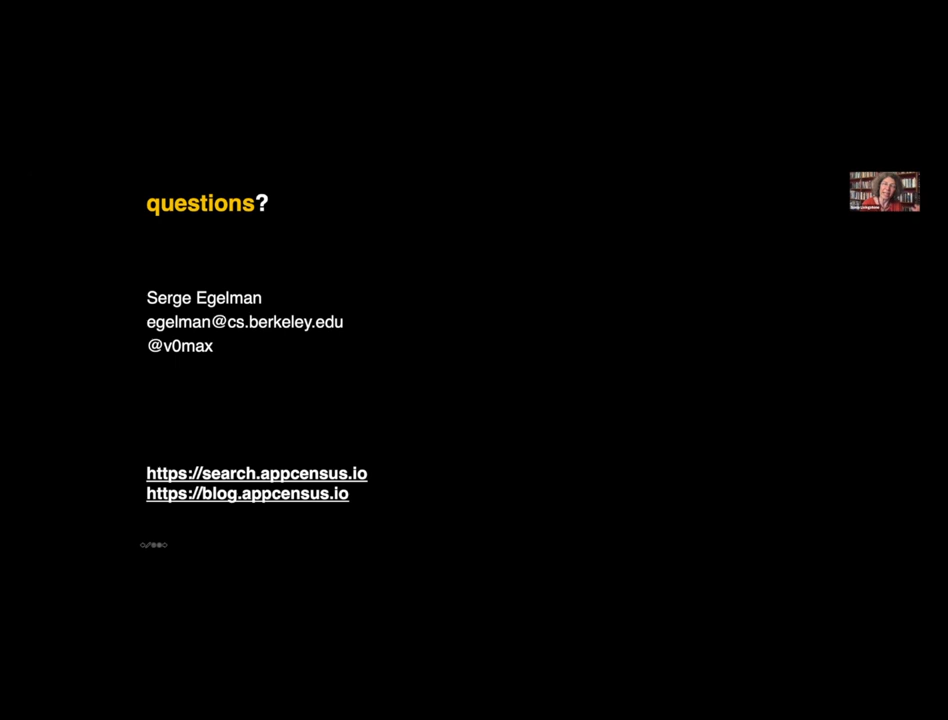 questions?
Serge Egelman
egelman@cs.berkeley.edu
@v0max
https://search.appcensus.io
https://blog.appcensus.io